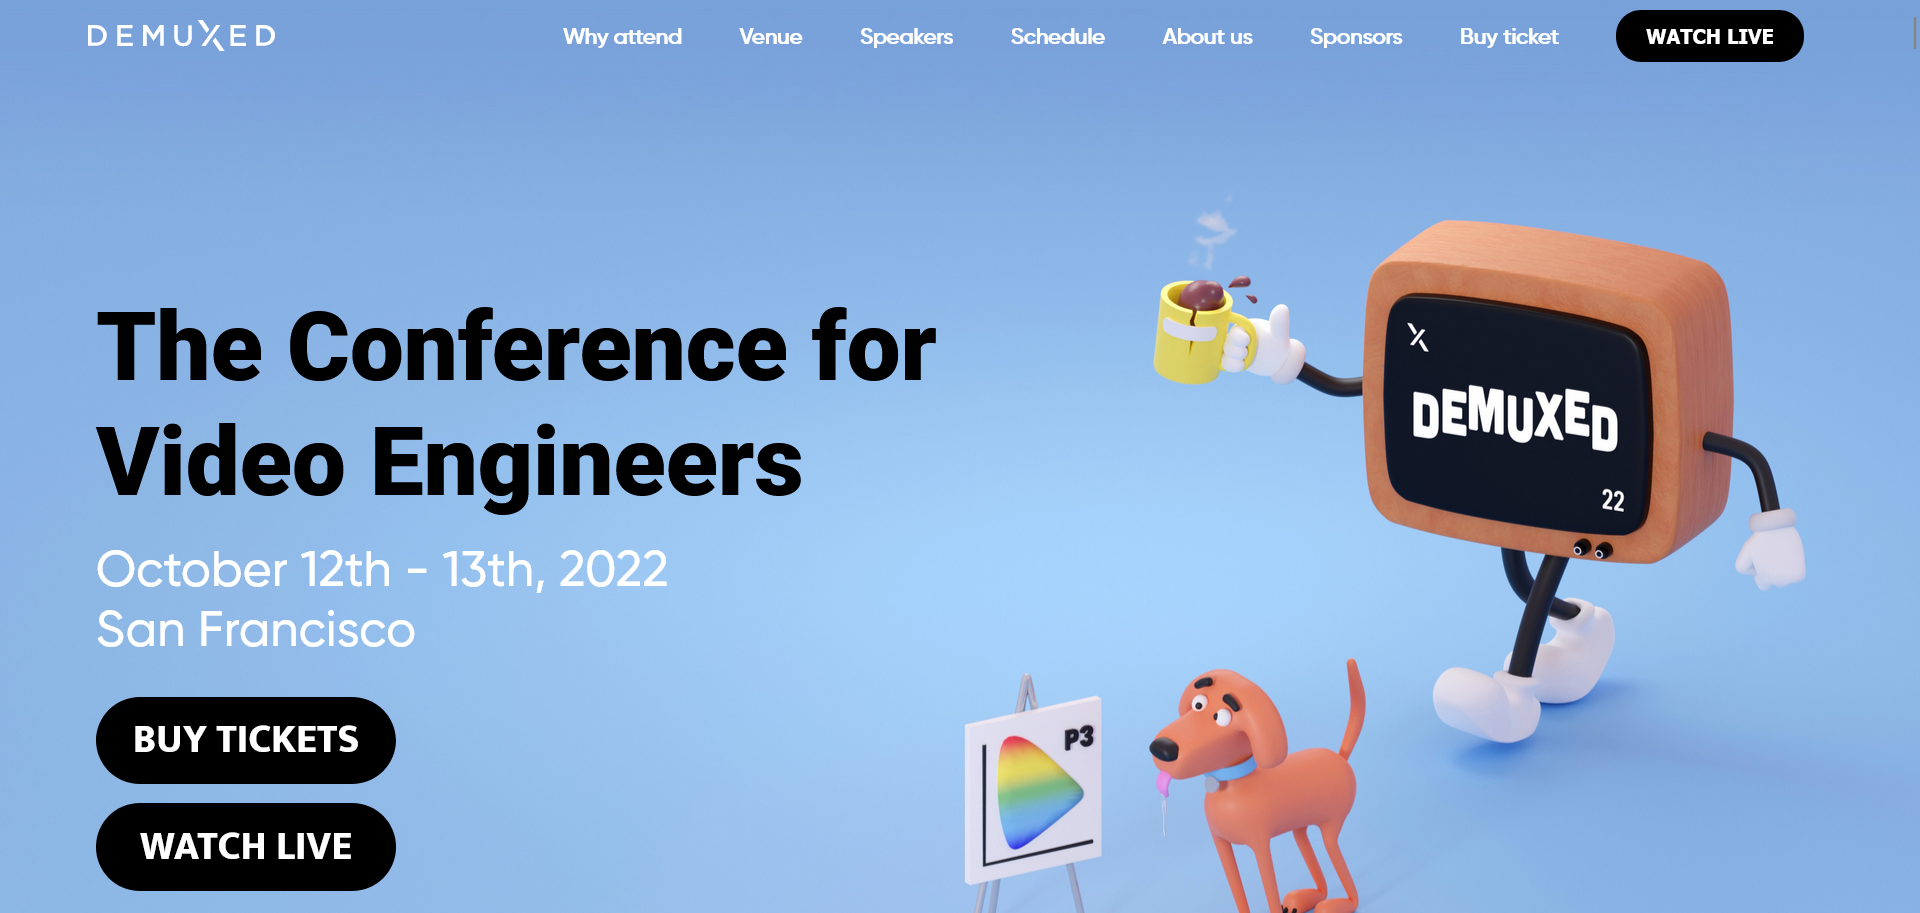 DEMUXED
Why attend
Venue
Speakers
Schedule
About us
Sponsors
Buy ticket
WATCH LIVE
The Conference for
Video Engineers
October 12th - 13th, 2022
San Francisco
BUY TICKETS
WATCH LIVE
X
DEMUXED
22
P3